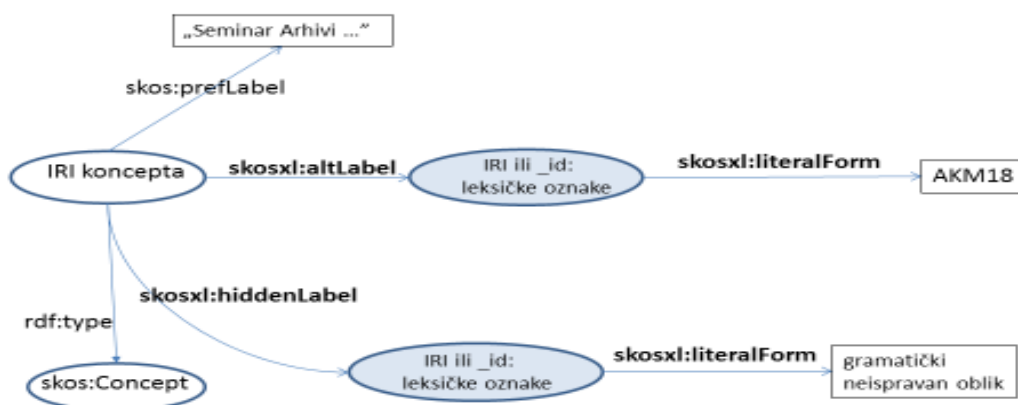 „Seminar Arhivi ...”
skos:prefLabel
IRI koncepta
skosxl:altLabel
IRI ili _id:
leksičke oznake
skosxl:literalForm
AKM18
skosxl:hiddenLabel
rdf:type
skos:Concept
IRI ili _id:
leksičke oznake
skosxl:literalForm
gramatički
neispravan oblik